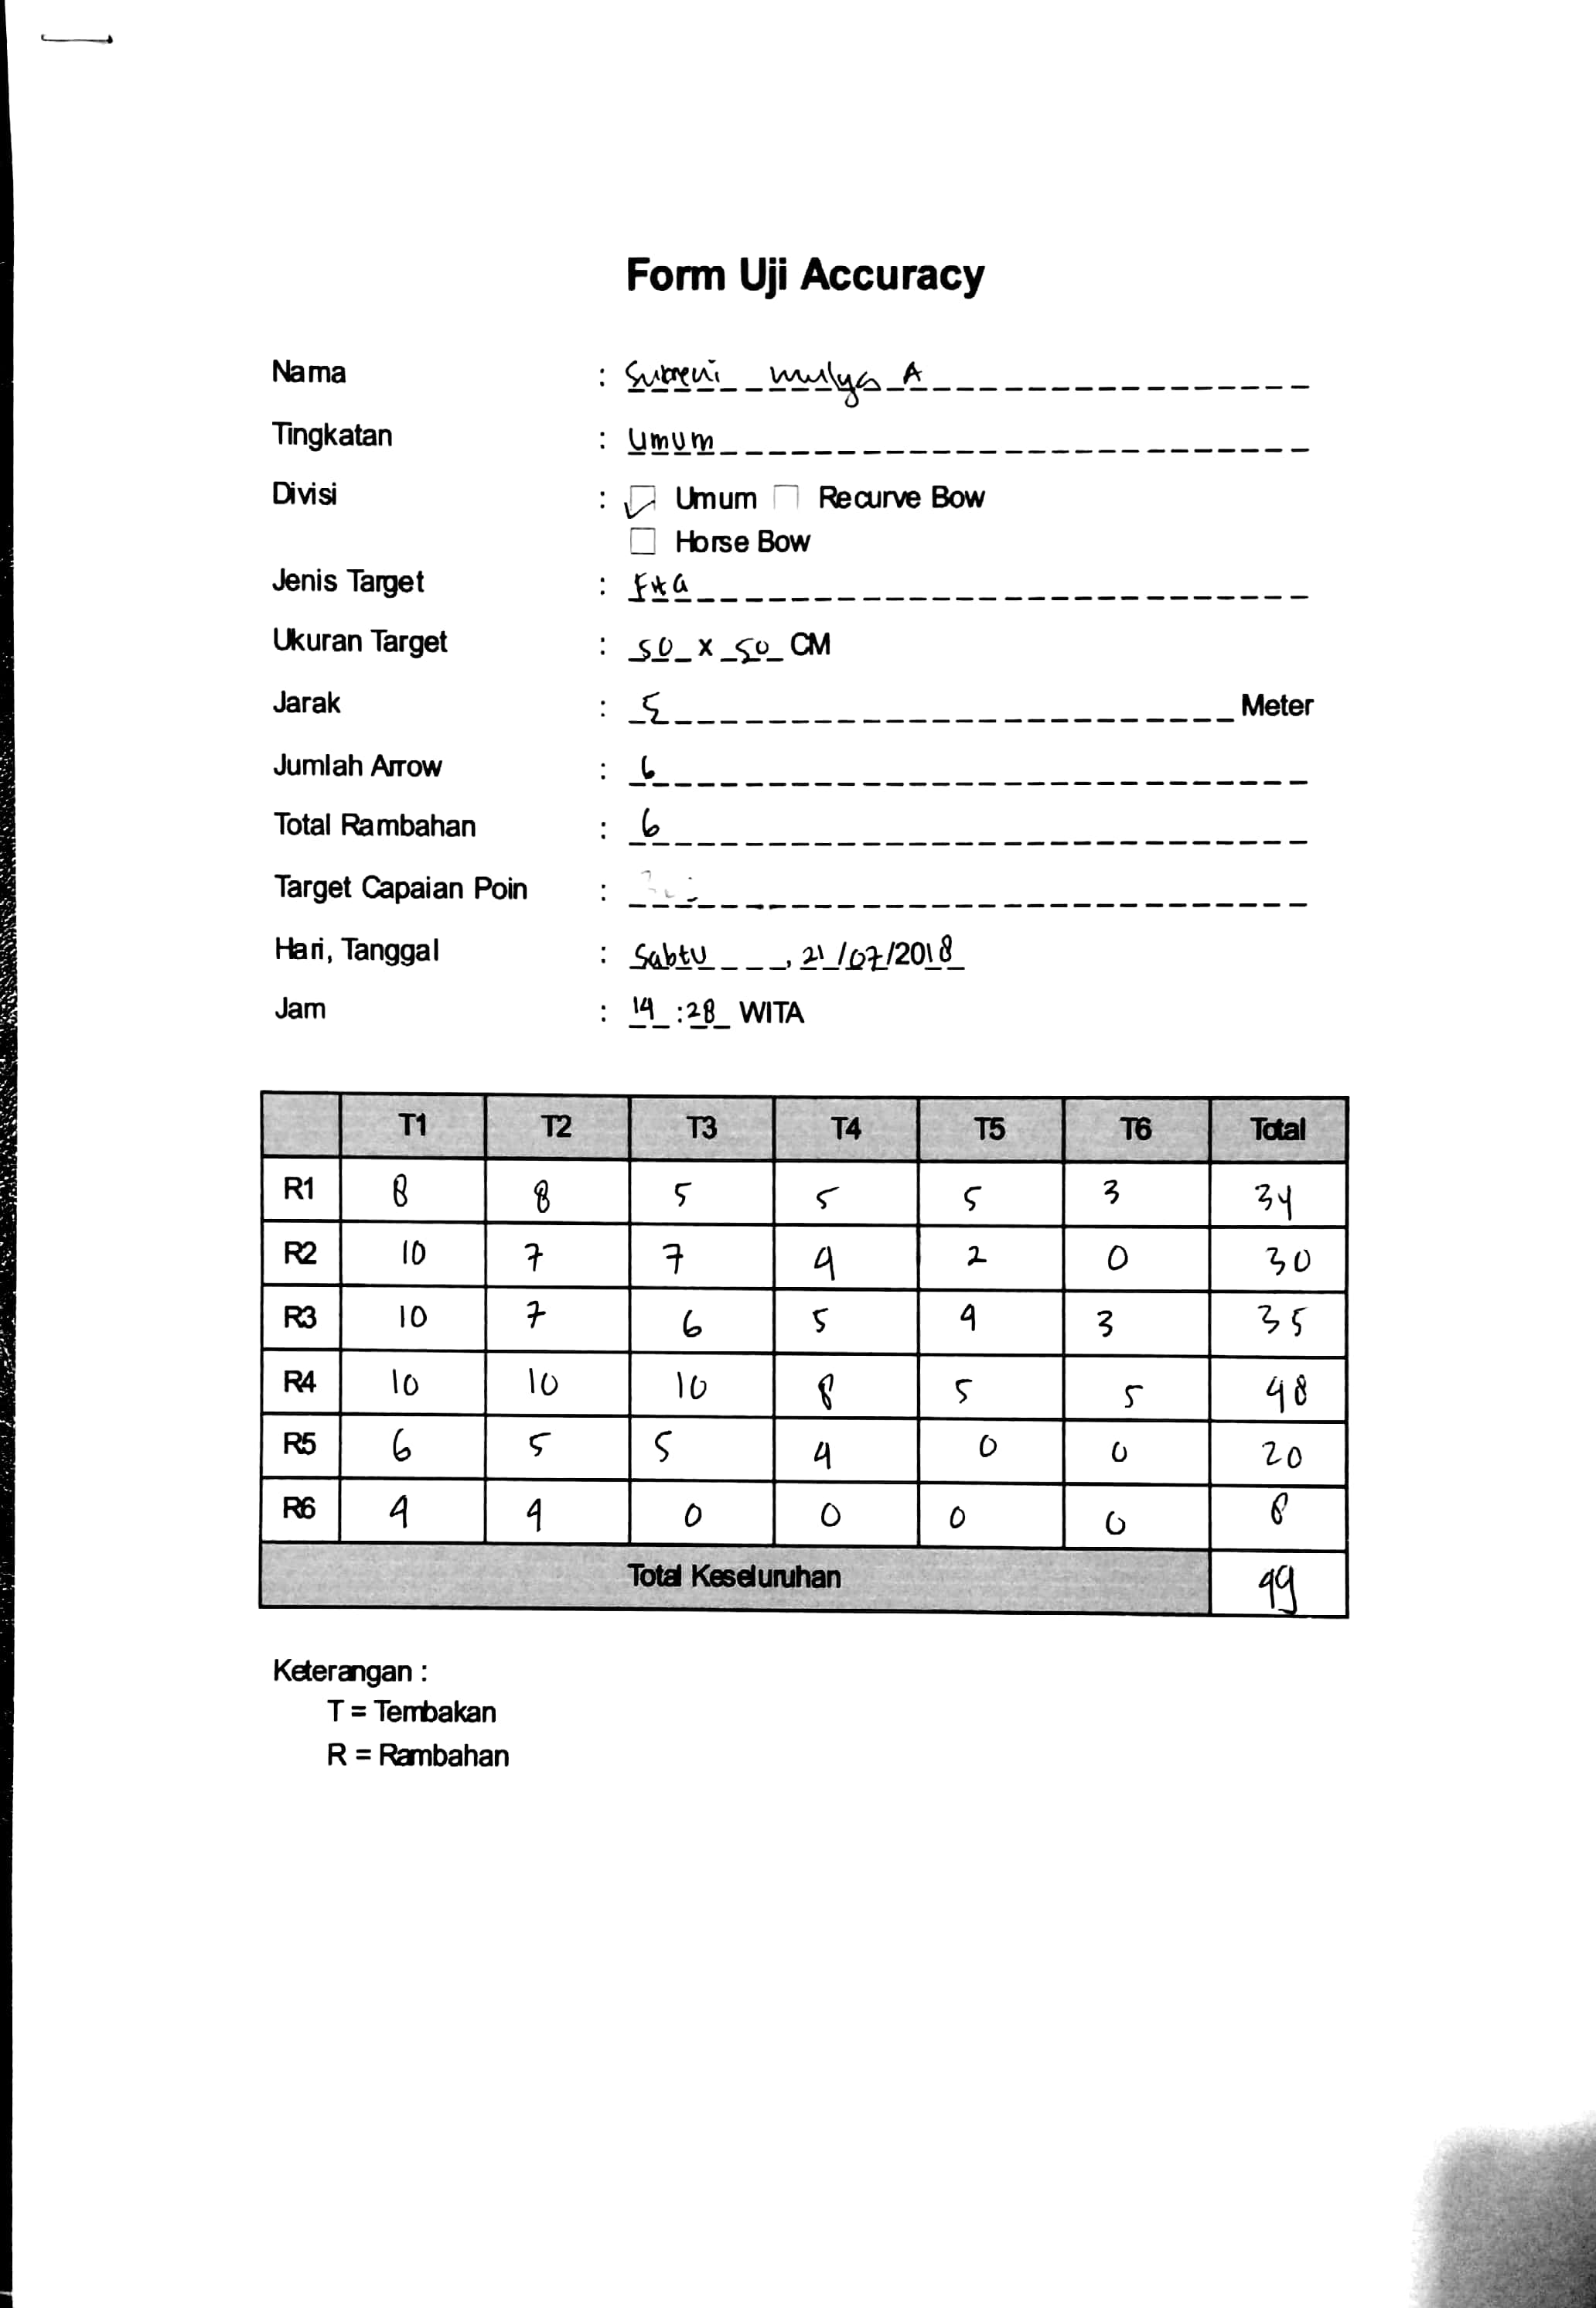 Form Uji Accuracy
Nama : mulya A
Tingkatan : Umum
Divisi : Umum Recurve Bow
Horse Bow
Jenis Target : FITA
Ukuran Target : 50 x 50 CM
Jarak : 5 Meter
Jumlah Arrow : 6
Total Rambahan : 6
Target Capaian Poin :
Hari, Tanggal : Sabtu, 21/07/2018
Jam : 14:28 WITA
T1 T2 T3 T4 T5 T6 Total
R1 8 8 5 5 5 3 34
R2 10 7 7 4 2 0 30
R3 10 7 6 5 4 3 35
R4 10 10 10 8 5 5 48
R5 6 5 5 4 0 0 20
R6 4 4 0 0 0 0 8
Total Keseluruhan 99
Keterangan :
T = Tembakan
R = Rambahan